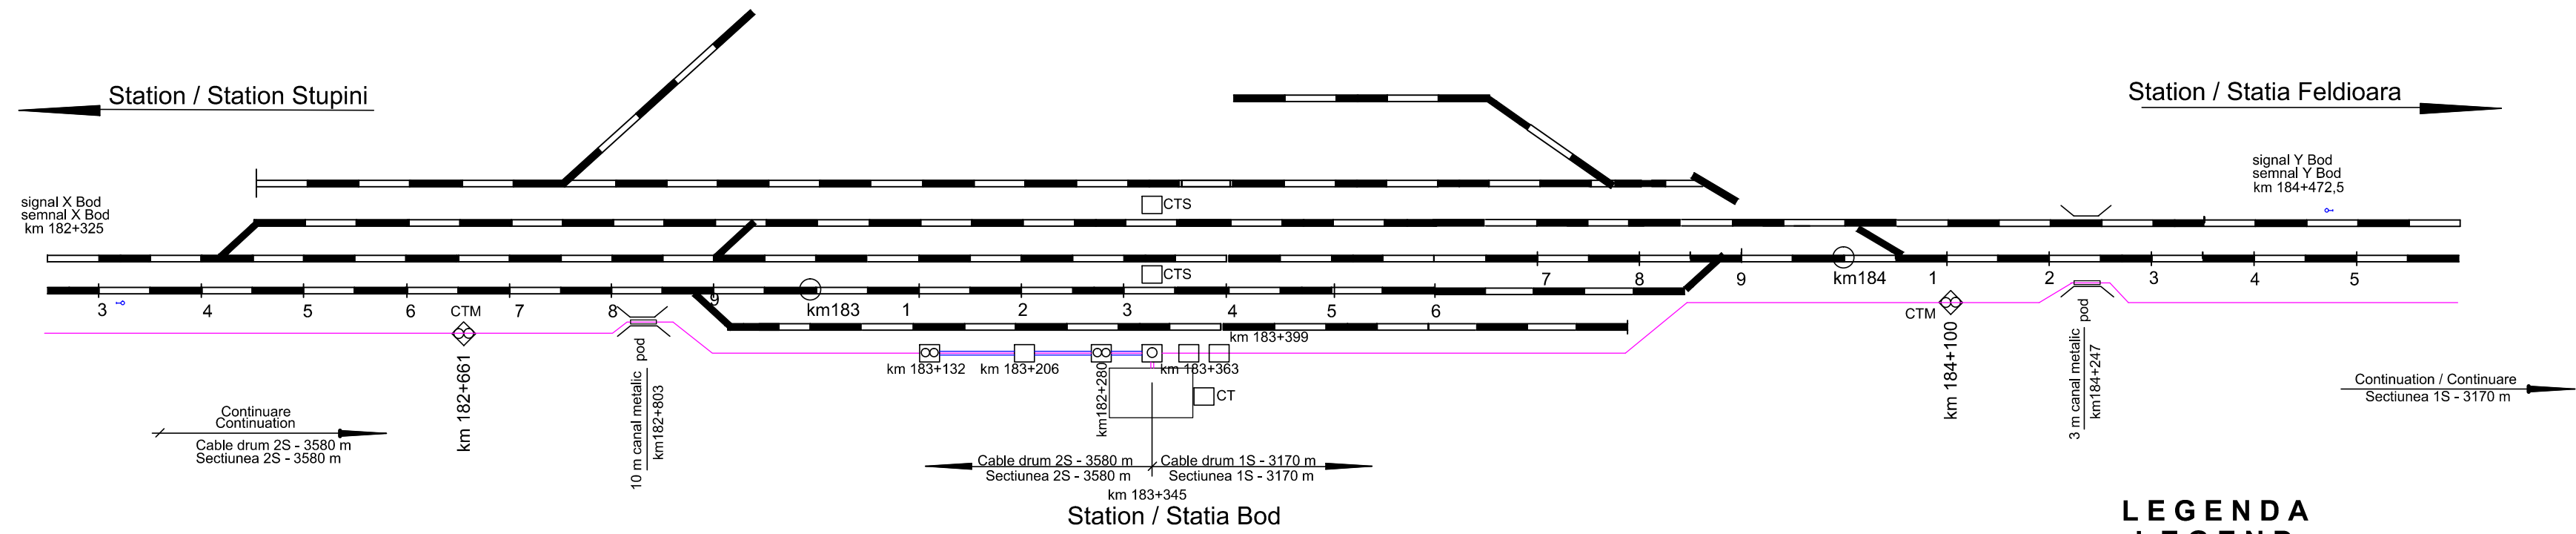 Station / Station Stupini
Station / Statia Feldioara
signal X Bod
semnal X Bod
km 182+325
signal Y Bod
semnal Y Bod
km 184+472,5
CTS
CTS
7
8
9
km184
1
2
3
4
5
3
4
5
6
CTM
7
8
9
km183
1
2
3
4
5
6
CTM
km 183+399
km 183+132
km 183+206
km182+280
km 183+363
CT
km 182+661
10 m canal metalic
pod
km182+803
km 184+100
3 m canal metalic
pod
km184+247
Continuare
Continuation
Cable drum 2S - 3580 m
Sectiunea 2S - 3580 m
Continuation / Continuare
Sectiunea 1S - 3170 m
Cable drum 2S - 3580 m
Sectiunea 2S - 3580 m
Cable drum 1S - 3170 m
Sectiunea 1S - 3170 m
km 183+345
Station / Statia Bod
LEGENDA
LEGEND